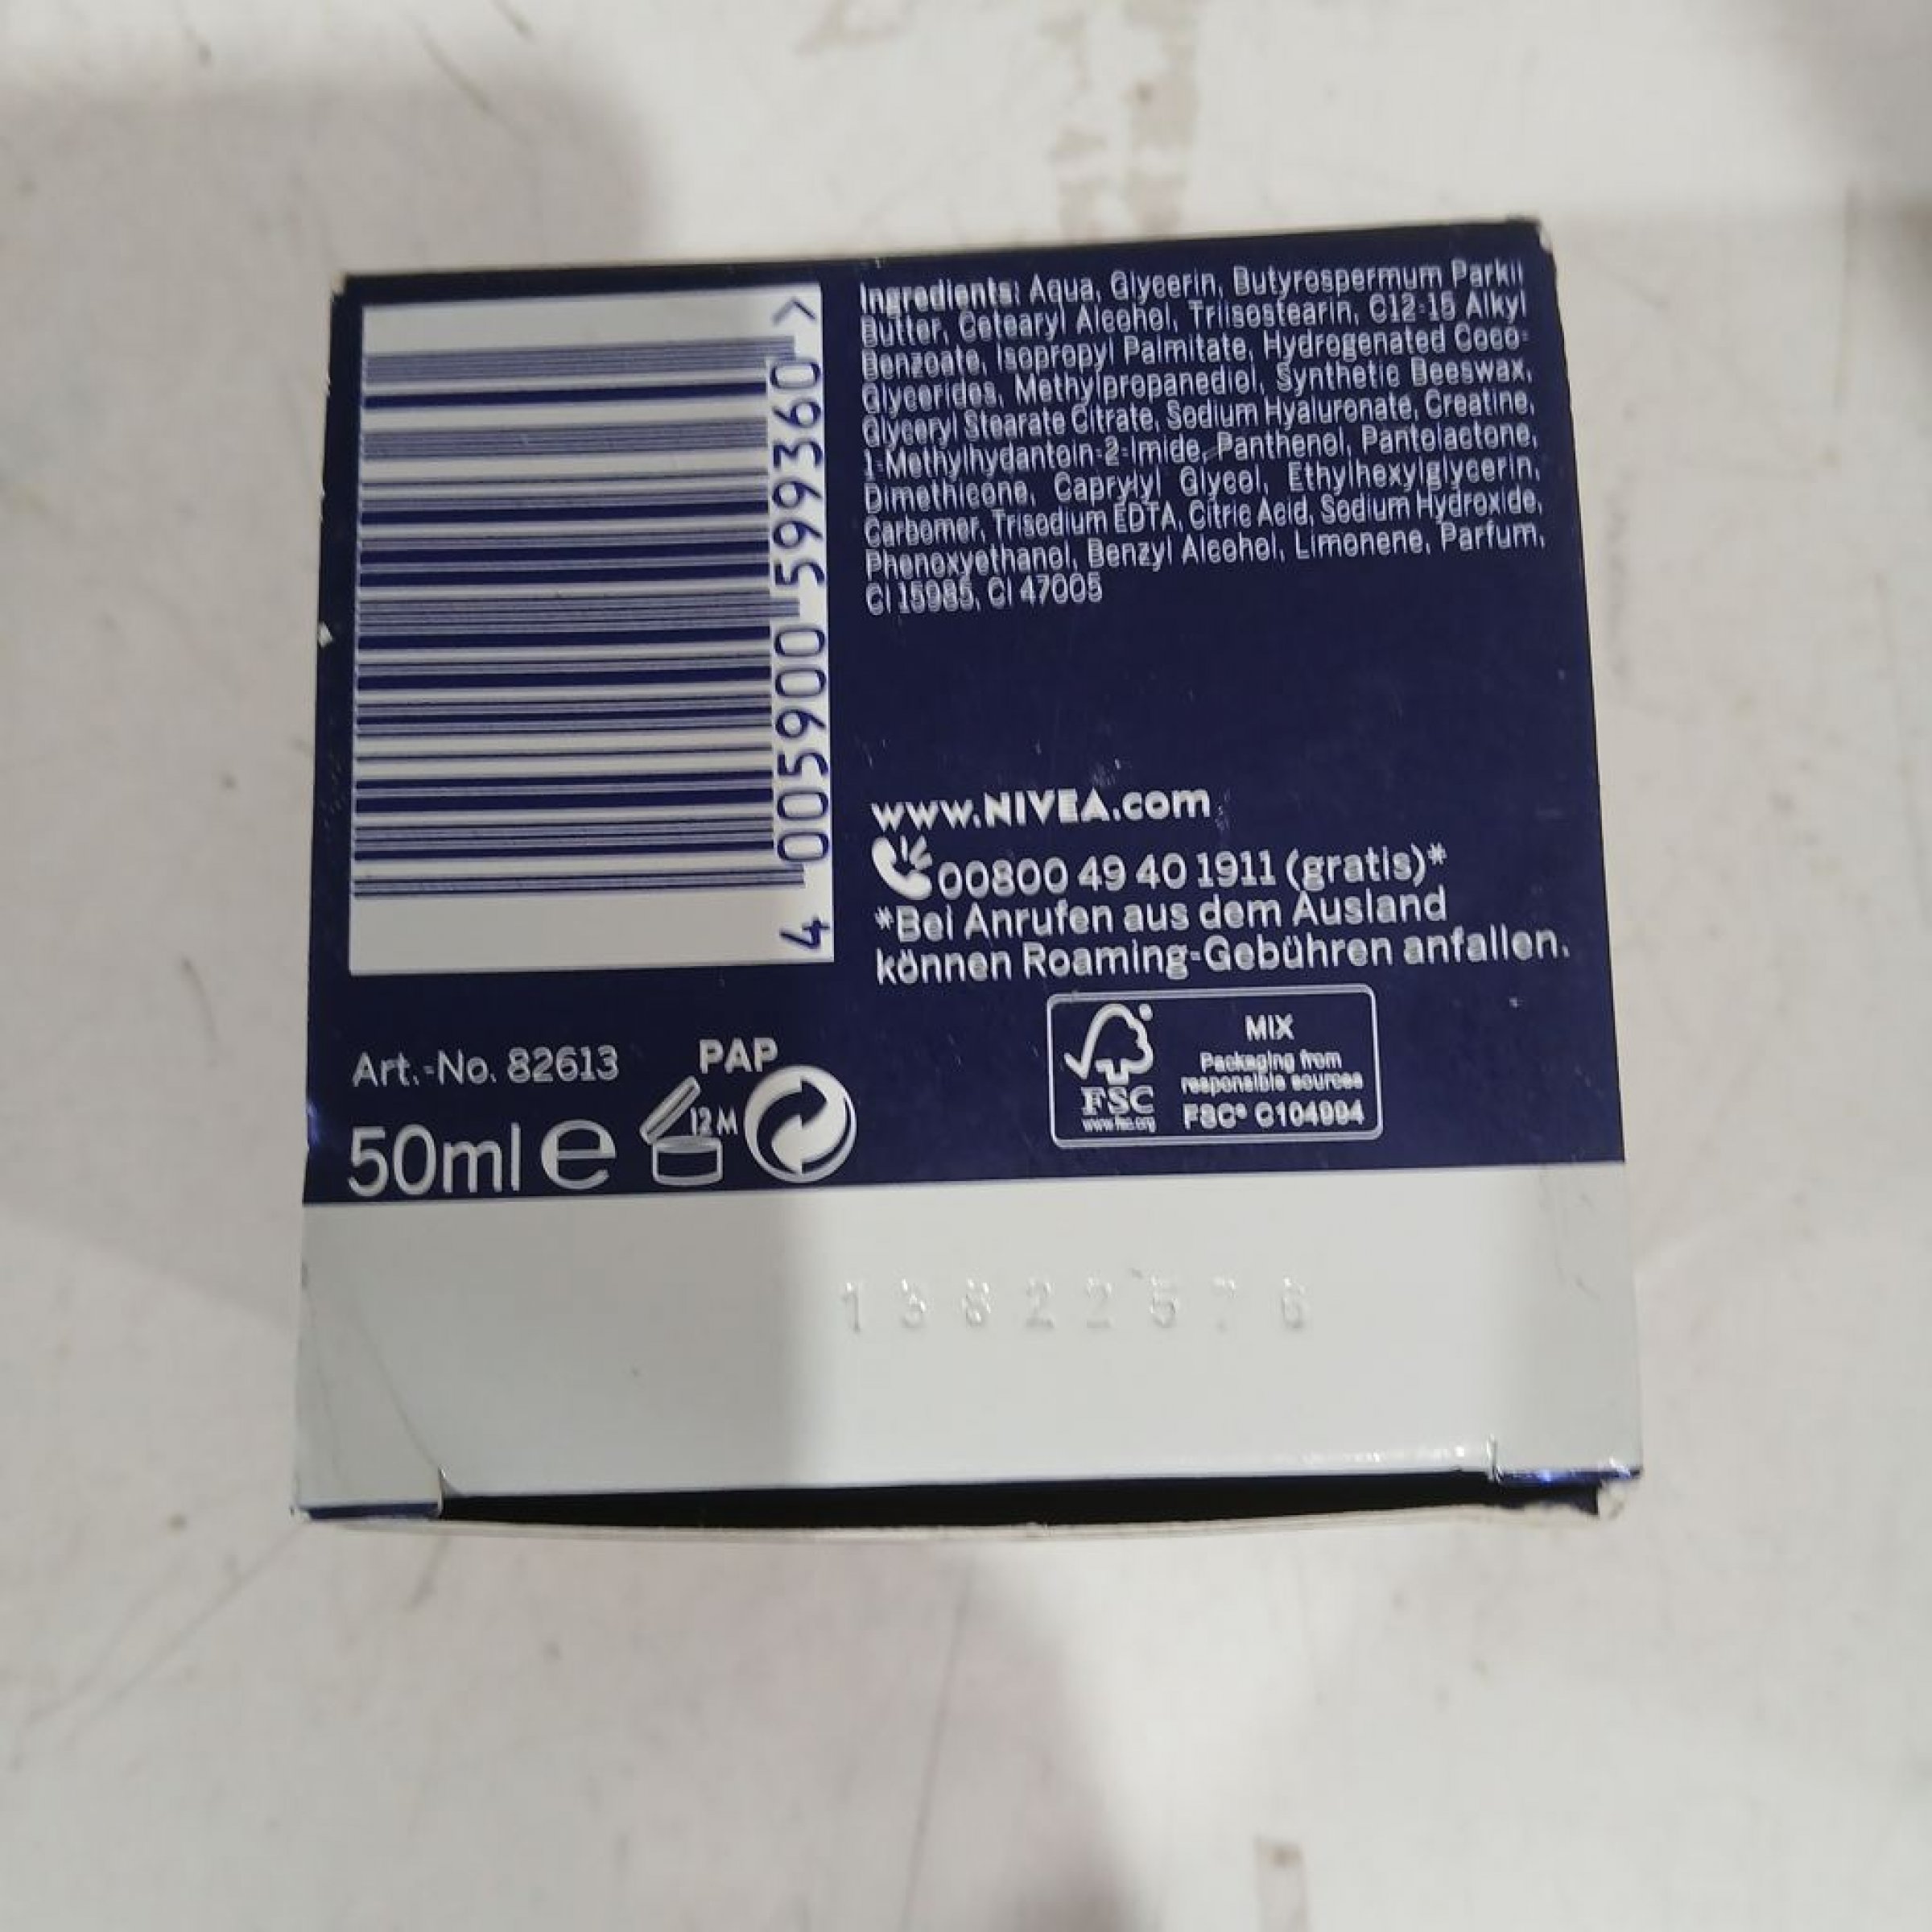 Ingredients: Aqua, Glycerin, Butyrospermum Parkii
Butter, Cetearyl Alcohol, Triisostearin, C12-15 Alkyl
Benzoate, Isopropyl Palmitate, Hydrogenated Coco-
Glycerides, Methylpropanediol, Synthetic Beeswax,
Glyceryl Stearate Citrate, Sodium Hyaluronate, Creatine,
1-Methylhydantoin-2-Imide, Panthenol, Pantolactone,
Dimethicone, Caprylyl Glycol, Ethylhexylglycerin,
Carbomer, Trisodium EDTA, Citric Acid, Sodium Hydroxide,
Phenoxyethanol, Benzyl Alcohol, Limonene, Parfum,
CI 15985, CI 47005
4 005900 599360 >
www.NIVEA.com
00800 49 40 1911 (gratis)*
*Bei Anrufen aus dem Ausland
können Roaming-Gebühren anfallen.
Art.-No. 82613
PAP
50ml e
12 M
FSC
www.fsc.org
MIX
Packaging from
responsible sources
FSC® C104994